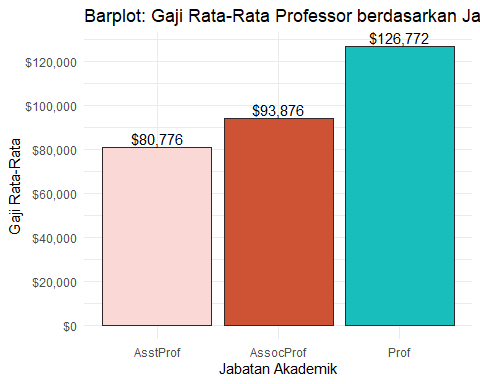 Barplot: Gaji Rata-Rata Professor berdasarkan Ja
$126,772
$120,000
$100,000
$93,876
$80,776
$80,000
$60,000
$40,000
$20,000
$0
Gaji Rata-Rata
AsstProf AssocProf Prof
Jabatan Akademik